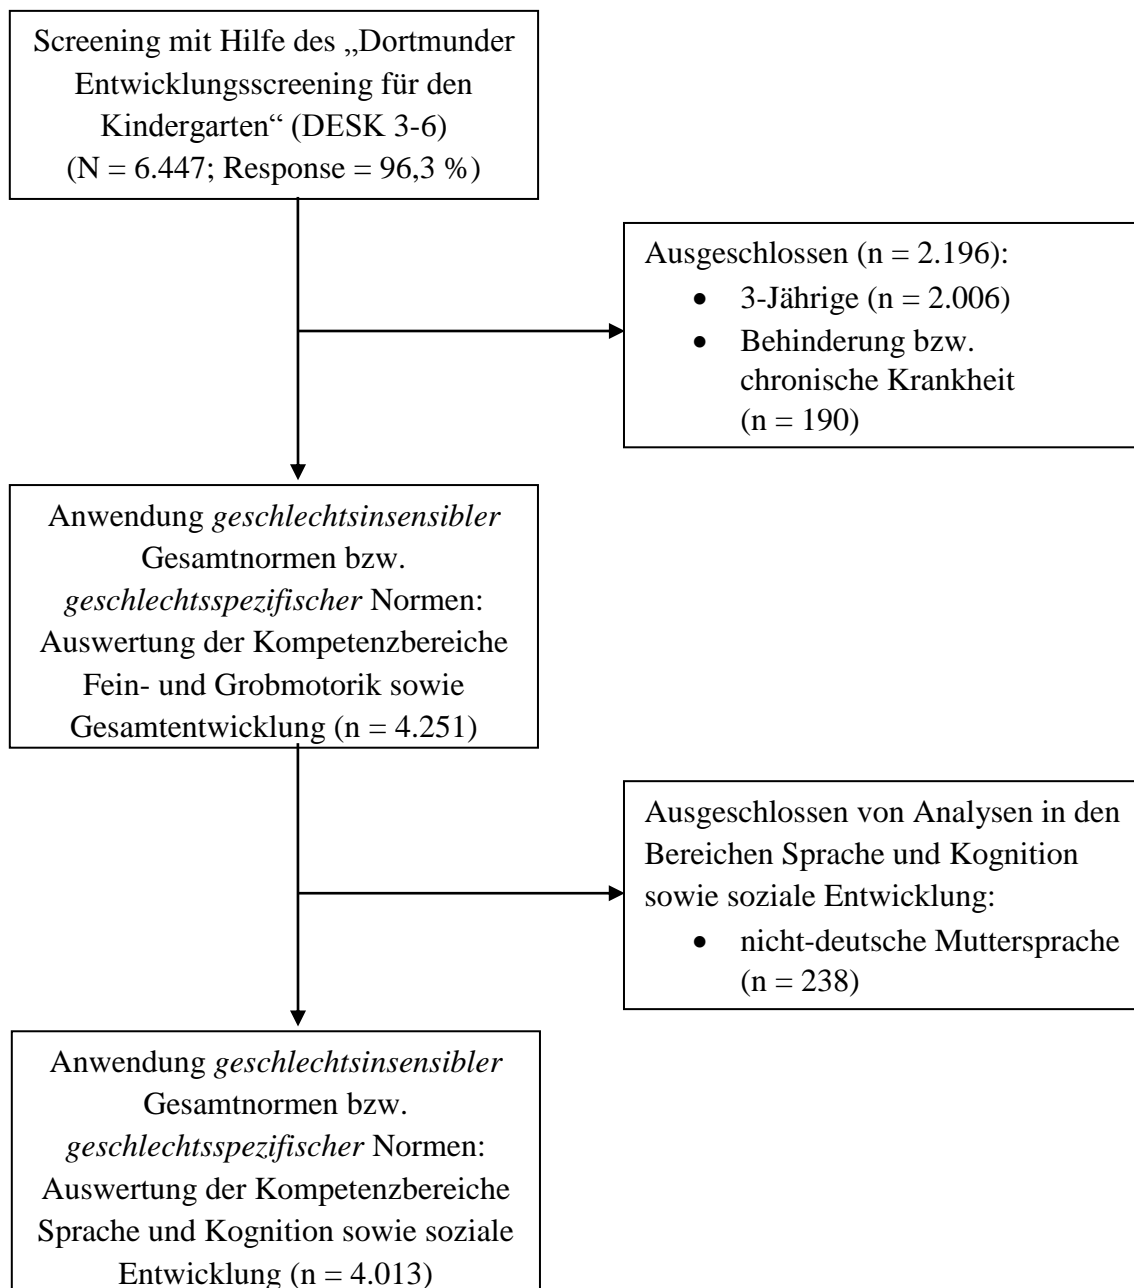 Screening mit Hilfe des „Dortmunder
Entwicklungsscreening für den
Kindergarten“ (DESK 3-6)
(N = 6.447; Response = 96,3 %)
Ausgeschlossen (n = 2.196):
• 3-Jährige (n = 2.006)
• Behinderung bzw.
chronische Krankheit
(n = 190)
Anwendung geschlechtsinsensibler
Gesamtnormen bzw.
geschlechtsspezifischer Normen:
Auswertung der Kompetenzbereiche
Fein- und Grobmotorik sowie
Gesamtentwicklung (n = 4.251)
Ausgeschlossen von Analysen in den
Bereichen Sprache und Kognition
sowie soziale Entwicklung:
• nicht-deutsche Muttersprache
(n = 238)
Anwendung geschlechtsinsensibler
Gesamtnormen bzw.
geschlechtsspezifischer Normen:
Auswertung der Kompetenzbereiche
Sprache und Kognition sowie soziale
Entwicklung (n = 4.013)